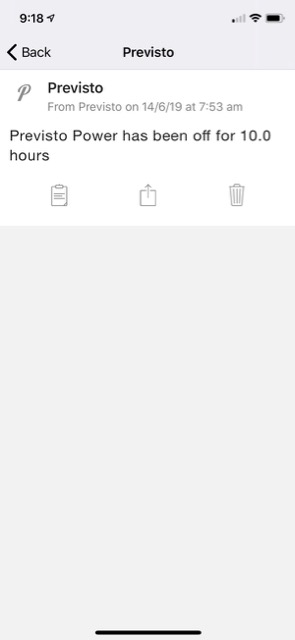 9:18
Back
Previsto
Previsto
From Previsto on 14/6/19 at 7:53 am
Previsto Power has been off for 10.0
hours